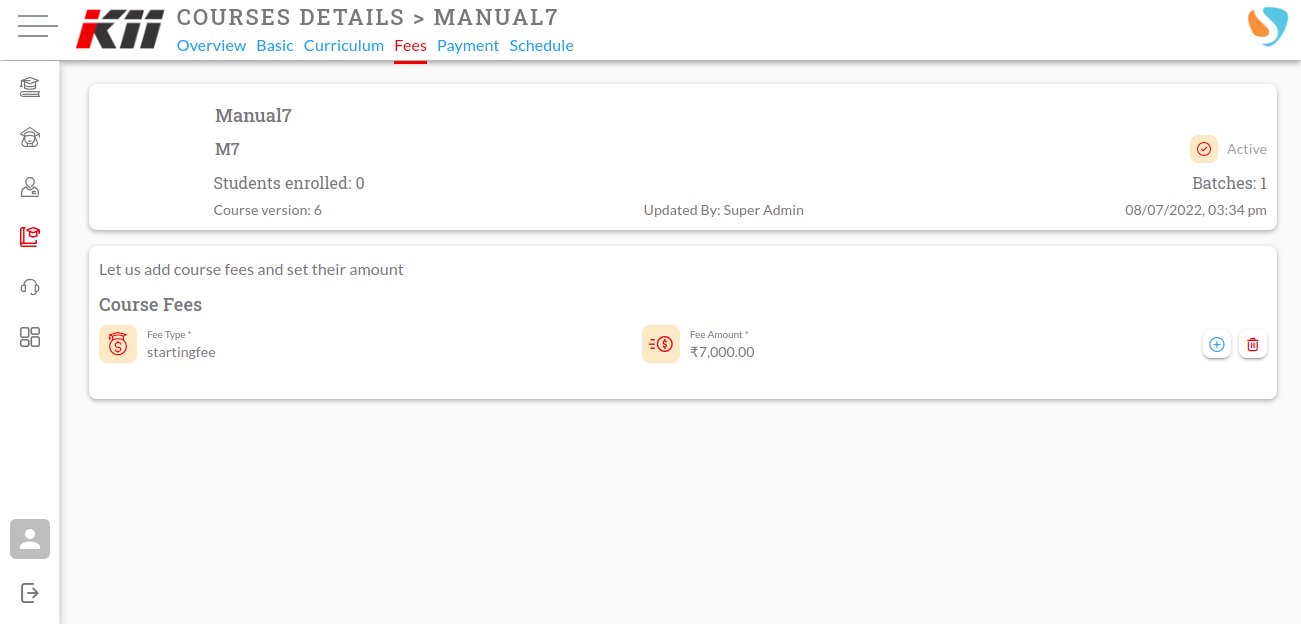 KII
COURSES DETAILS > MANUAL7
Overview Basic Curriculum Fees Payment Schedule
Manual7
M7
Active
Students enrolled: 0
Batches: 1
Course version: 6
Updated By: Super Admin
08/07/2022, 03:34 pm
Let us add course fees and set their amount
Course Fees
Fee Type *
startingfee
Fee Amount *
₹7,000.00